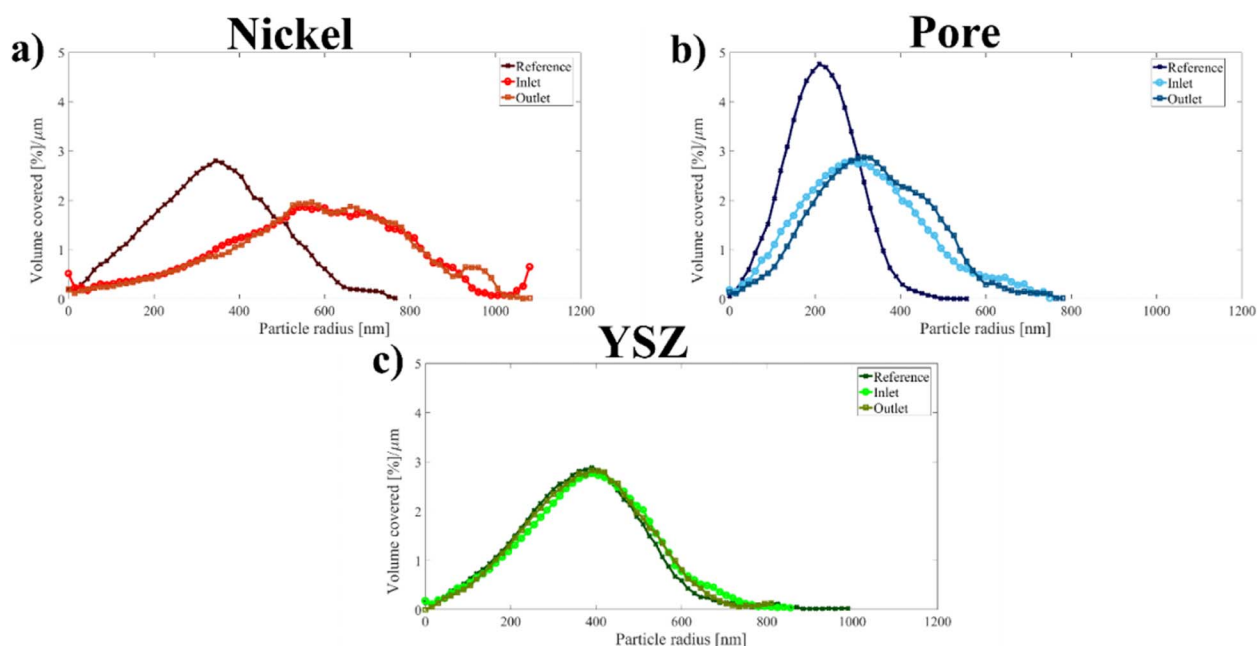 Nickel
a)
5
4
3
2
1
0
Volume covered [%]/μm
Reference
Inlet
Outlet
0 200 400 600 800 1000 1200
Particle radius [nm]
Pore
b)
5
4
3
2
1
0
Volume covered [%]/μm
Reference
Inlet
Outlet
0 200 400 600 800 1000 1200
Particle radius [nm]
YSZ
c)
5
4
3
2
1
0
Volume covered [%]/μm
Reference
Inlet
Outlet
0 200 400 600 800 1000 1200
Particle radius [nm]